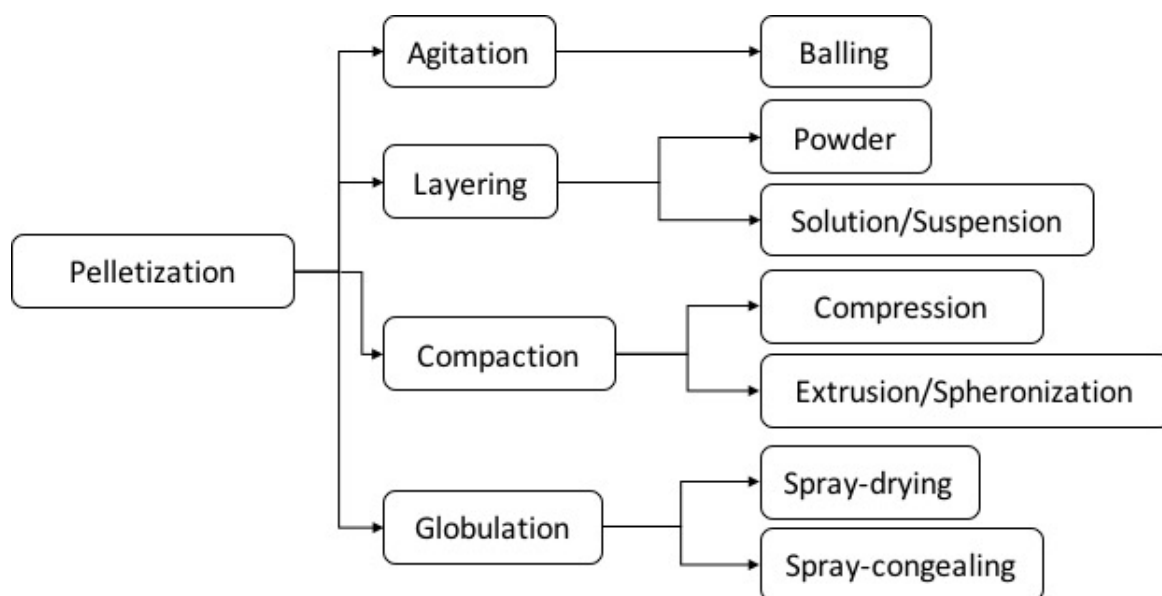 Pelletization
Agitation
Balling
Layering
Powder
Solution/Suspension
Compaction
Compression
Extrusion/Spheronization
Globulation
Spray-drying
Spray-congealing